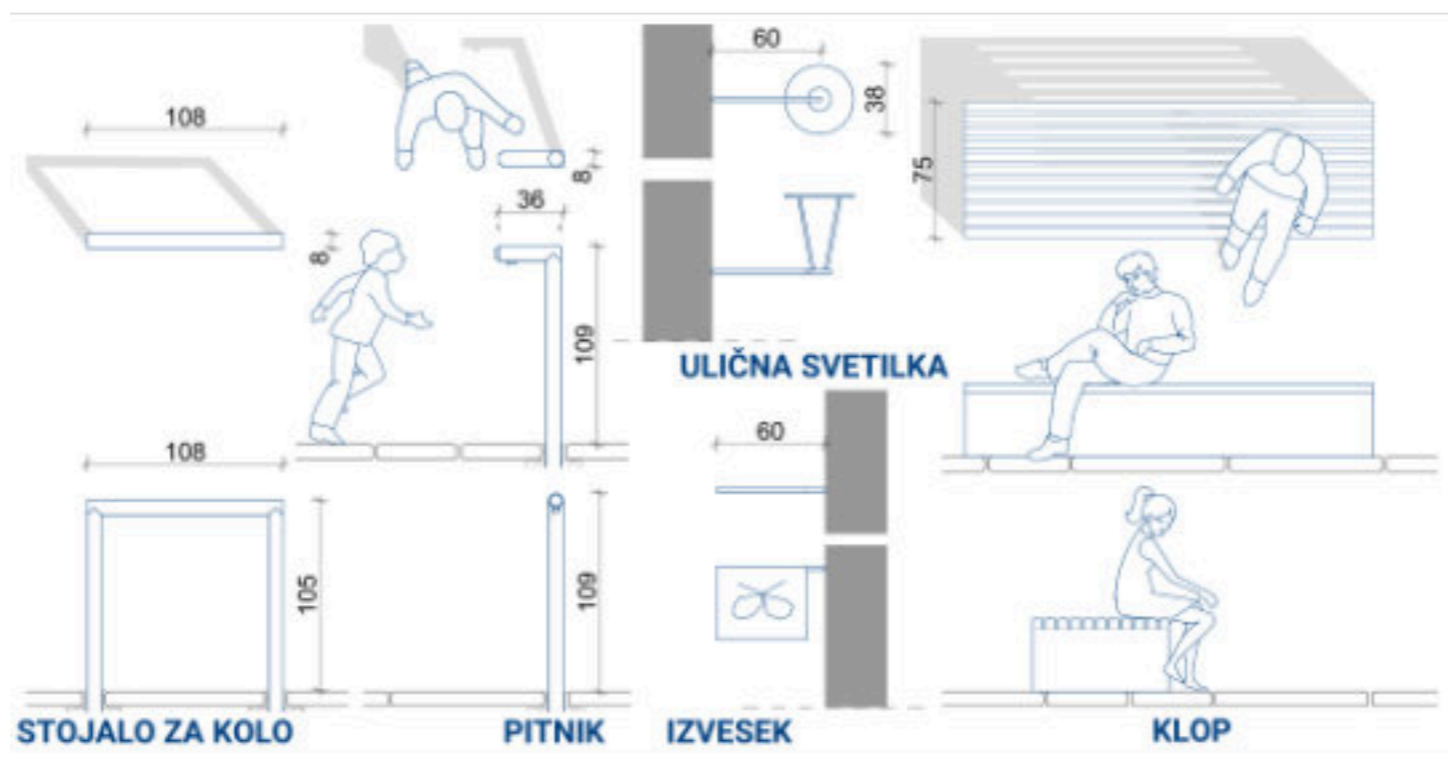 108
8
108
105
STOJALO ZA KOLO
8
36
109
109
PITNIK
60
38
ULIČNA SVETILKA
60
IZVESEK
75
KLOP